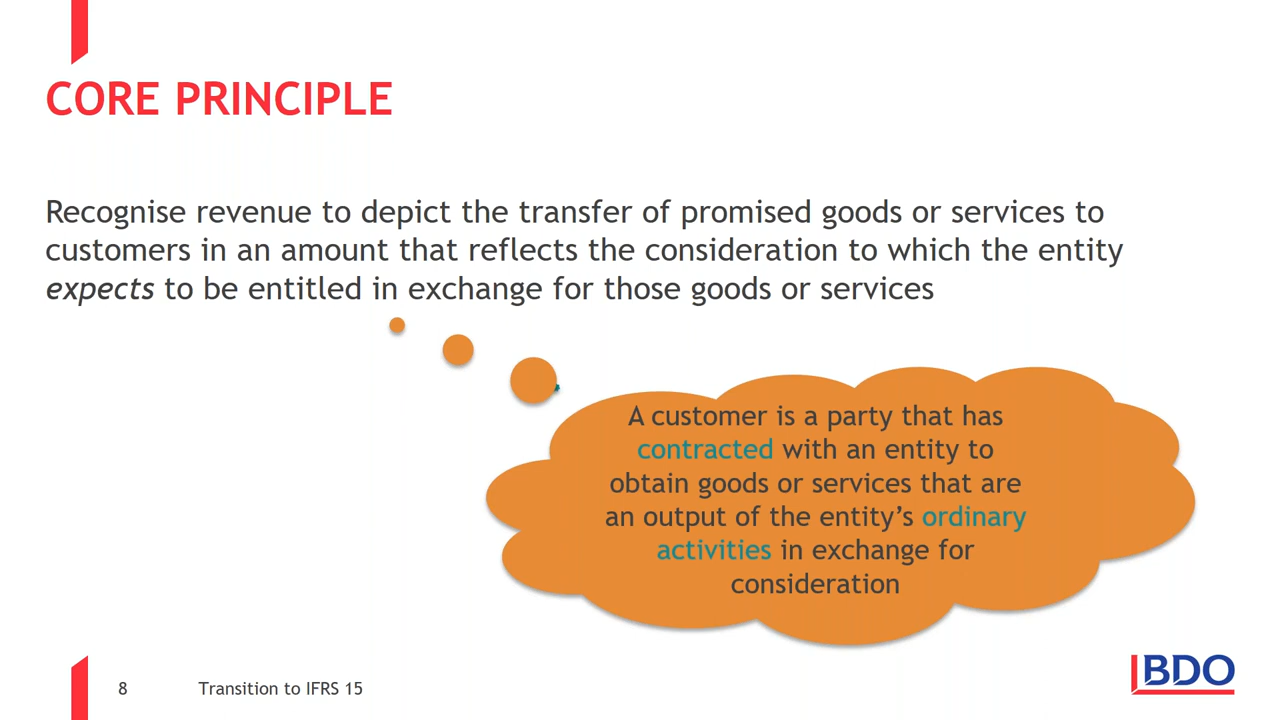 CORE PRINCIPLE
Recognise revenue to depict the transfer of promised goods or services to
customers in an amount that reflects the consideration to which the entity
expects to be entitled in exchange for those goods or services
A customer is a party that has
contracted with an entity to
obtain goods or services that are
an output of the entity’s ordinary
activities in exchange for
consideration
8
Transition to IFRS 15
BDO